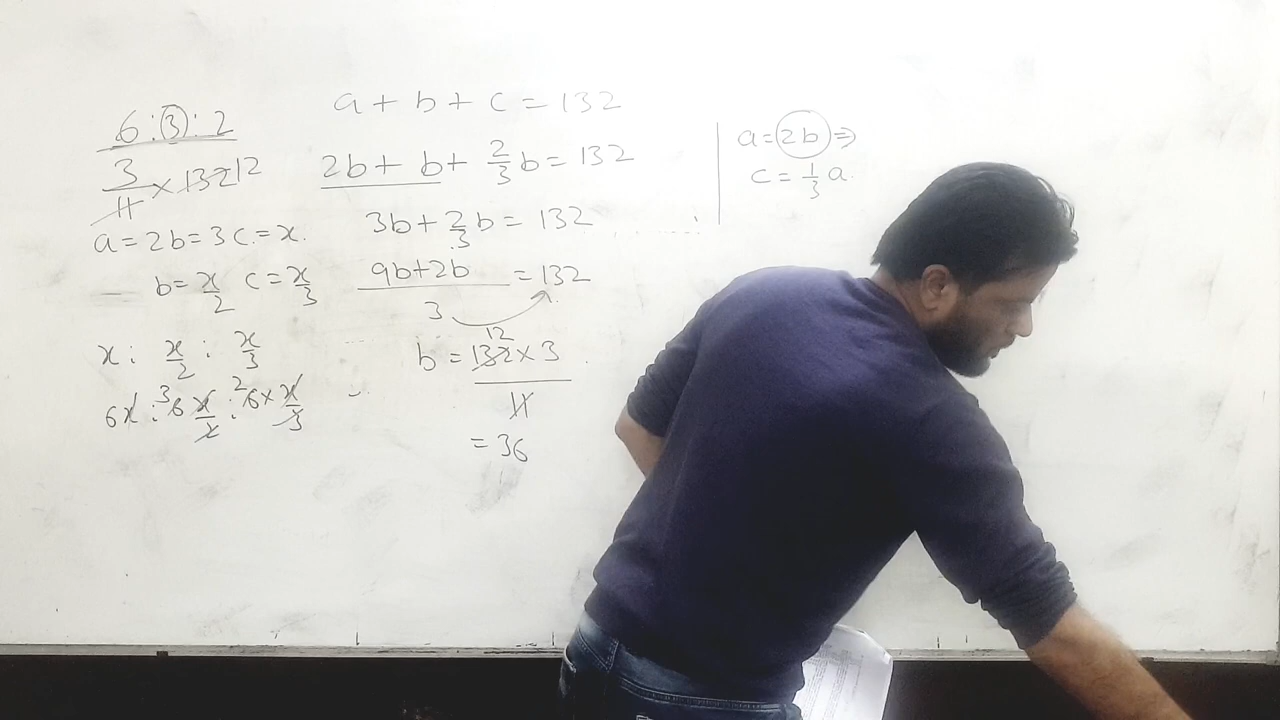 6:3:2
3/11 × 132 12
a = 2b = 3c = x.
b = x/2 c = x/3
x : x/2 : x/3
6x : 3 6 x/2 : 2 6 × x/3
a + b + c = 132
2b + b + 2/3 b = 132
3b + 2/3 b = 132
9b+2b/3 = 132
12
b = 132 × 3/11
= 36
a = 2b ⇒
c = 1/3 a.